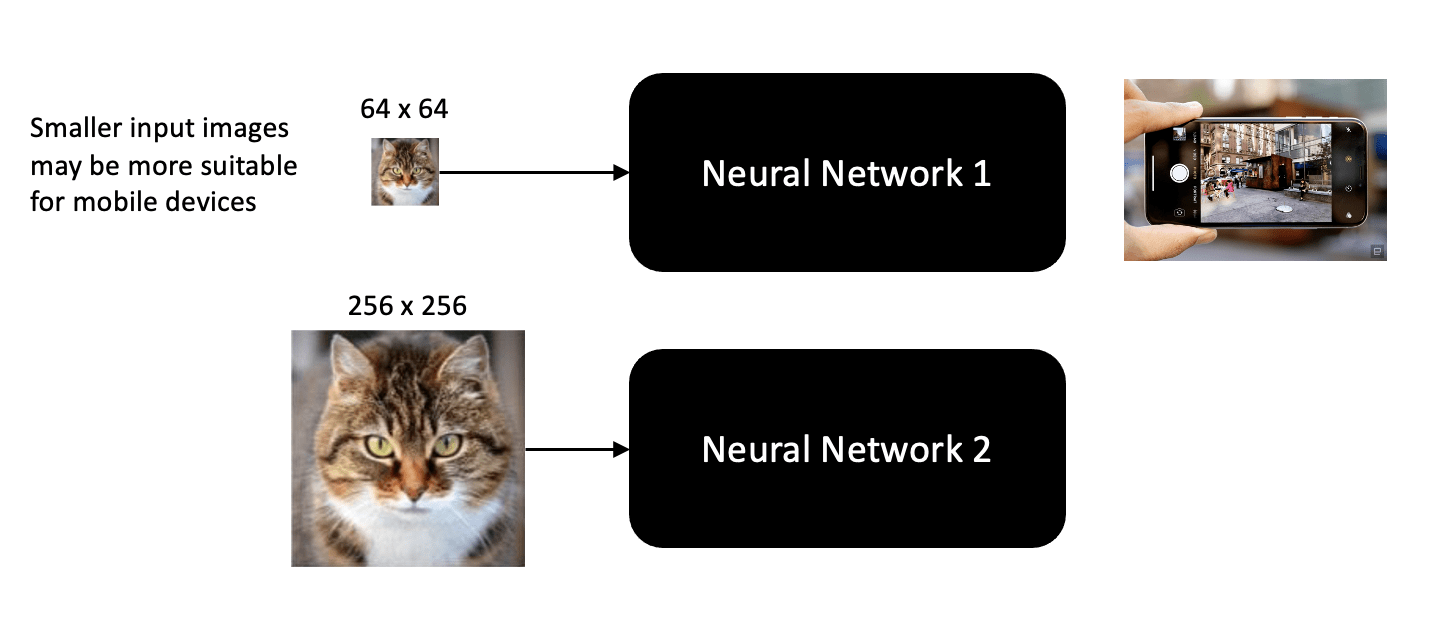 Smaller input images
may be more suitable
for mobile devices
64 x 64
Neural Network 1
256 x 256
Neural Network 2